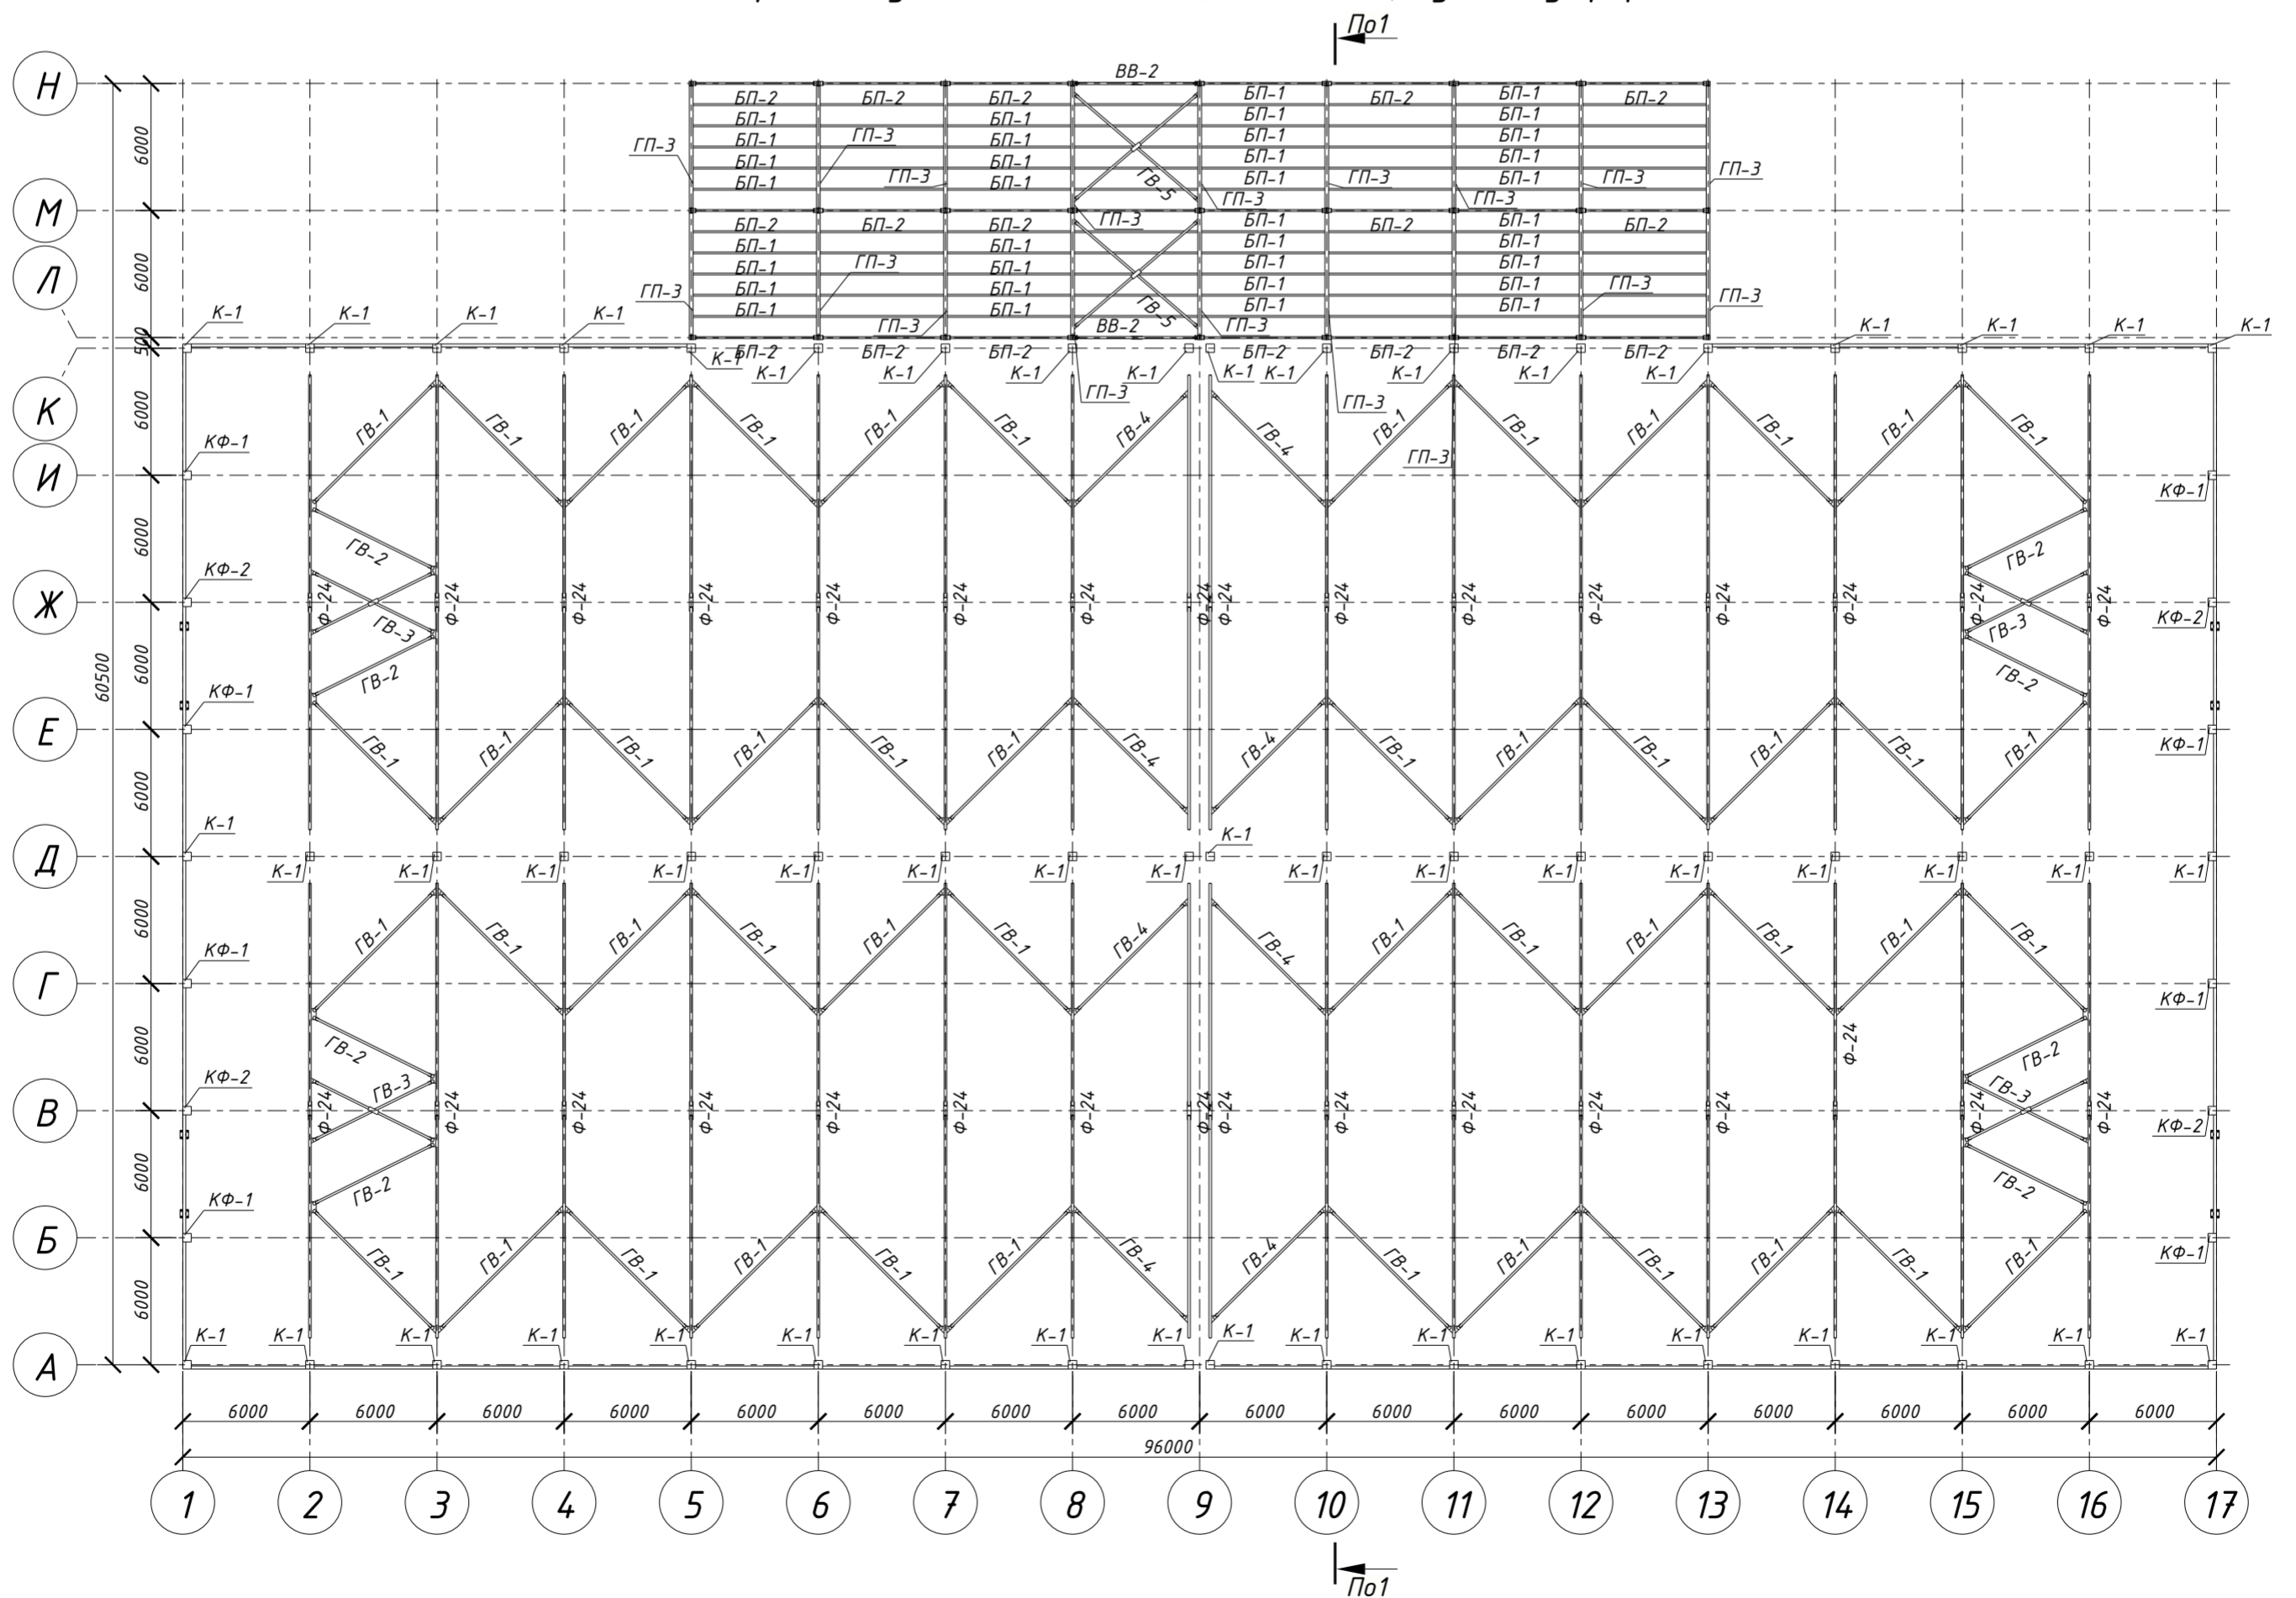 По1
Н
ВВ-2
БП-2 БП-2 БП-2 БП-1 БП-2 БП-1 БП-2
БП-1 БП-1 БП-1 БП-1
6000
БП-1 БП-1 БП-1 БП-1
ГП-3 ГП-3
БП-1 БП-1 БП-1 БП-1
БП-1 БП-1 БП-1 БП-1
ГП-3 ГВ-5 ГП-3 ГП-3 ГП-3
ГП-3 ГП-3
М
ГП-3
БП-2 БП-2 БП-2 БП-1 БП-2 БП-1 БП-2
БП-1 БП-1 БП-1 БП-1
6000
БП-1 БП-1 БП-1 БП-1
ГП-3
Л
БП-1 БП-1 БП-1 БП-1
ГП-3 ГП-3 ГП-3
БП-1 БП-1 БП-1 БП-1
ГВ-5
К-1 К-1 К-1 К-1 ГП-3 ВВ-2 ГП-3 К-1 К-1 К-1 К-1
500
БП-2 БП-2 БП-2 БП-2 БП-2 БП-2 БП-2
К-1
К-1 К-1 К-1 К-1 К-1 К-1 К-1 К-1 К-1
ГП-3 ГП-3
К
6000
ГВ-1 ГВ-1 ГВ-1 ГВ-1 ГВ-1 ГВ-1 ГВ-4 ГВ-4 ГВ-1 ГВ-1 ГВ-1 ГВ-1 ГВ-1 ГВ-1
КФ-1 ГП-3
И
КФ-1
6000
ГВ-2 ГВ-2
КФ-2
Ж
Ф-24 Ф-24 Ф-24 Ф-24 Ф-24 Ф-24 Ф-24 Ф-24 Ф-24 Ф-24 Ф-24 Ф-24 Ф-24 Ф-24 Ф-24 Ф-24
КФ-2
ГВ-3 ГВ-3
60500
6000
ГВ-2 ГВ-2
КФ-1
Е
КФ-1
ГВ-1 ГВ-1 ГВ-1 ГВ-1 ГВ-1 ГВ-1 ГВ-4 ГВ-4 ГВ-1 ГВ-1 ГВ-1 ГВ-1 ГВ-1 ГВ-1
6000
К-1 К-1
Д
К-1 К-1 К-1 К-1 К-1 К-1 К-1 К-1 К-1 К-1 К-1 К-1 К-1 К-1 К-1 К-1
6000
ГВ-1 ГВ-1 ГВ-1 ГВ-1 ГВ-1 ГВ-1 ГВ-4 ГВ-4 ГВ-1 ГВ-1 ГВ-1 ГВ-1 ГВ-1 ГВ-1
КФ-1
Г
КФ-1
6000
ГВ-2 Ф-24 ГВ-2
КФ-2 ГВ-3 ГВ-3
В
Ф-24 Ф-24 Ф-24 Ф-24 Ф-24 Ф-24 Ф-24 Ф-24 Ф-24 Ф-24 Ф-24 Ф-24 Ф-24 Ф-24 Ф-24
КФ-2
6000
ГВ-2 ГВ-2
КФ-1
Б
КФ-1
ГВ-1 ГВ-1 ГВ-1 ГВ-1 ГВ-1 ГВ-1 ГВ-4 ГВ-4 ГВ-1 ГВ-1 ГВ-1 ГВ-1 ГВ-1 ГВ-1
6000
К-1 К-1 К-1 К-1 К-1 К-1 К-1 К-1 К-1 К-1 К-1 К-1 К-1 К-1 К-1 К-1 К-1 К-1
А
6000 6000 6000 6000 6000 6000 6000 6000 6000 6000 6000 6000 6000 6000 6000 6000
96000
1 2 3 4 5 6 7 8 9 10 11 12 13 14 15 16 17
По1